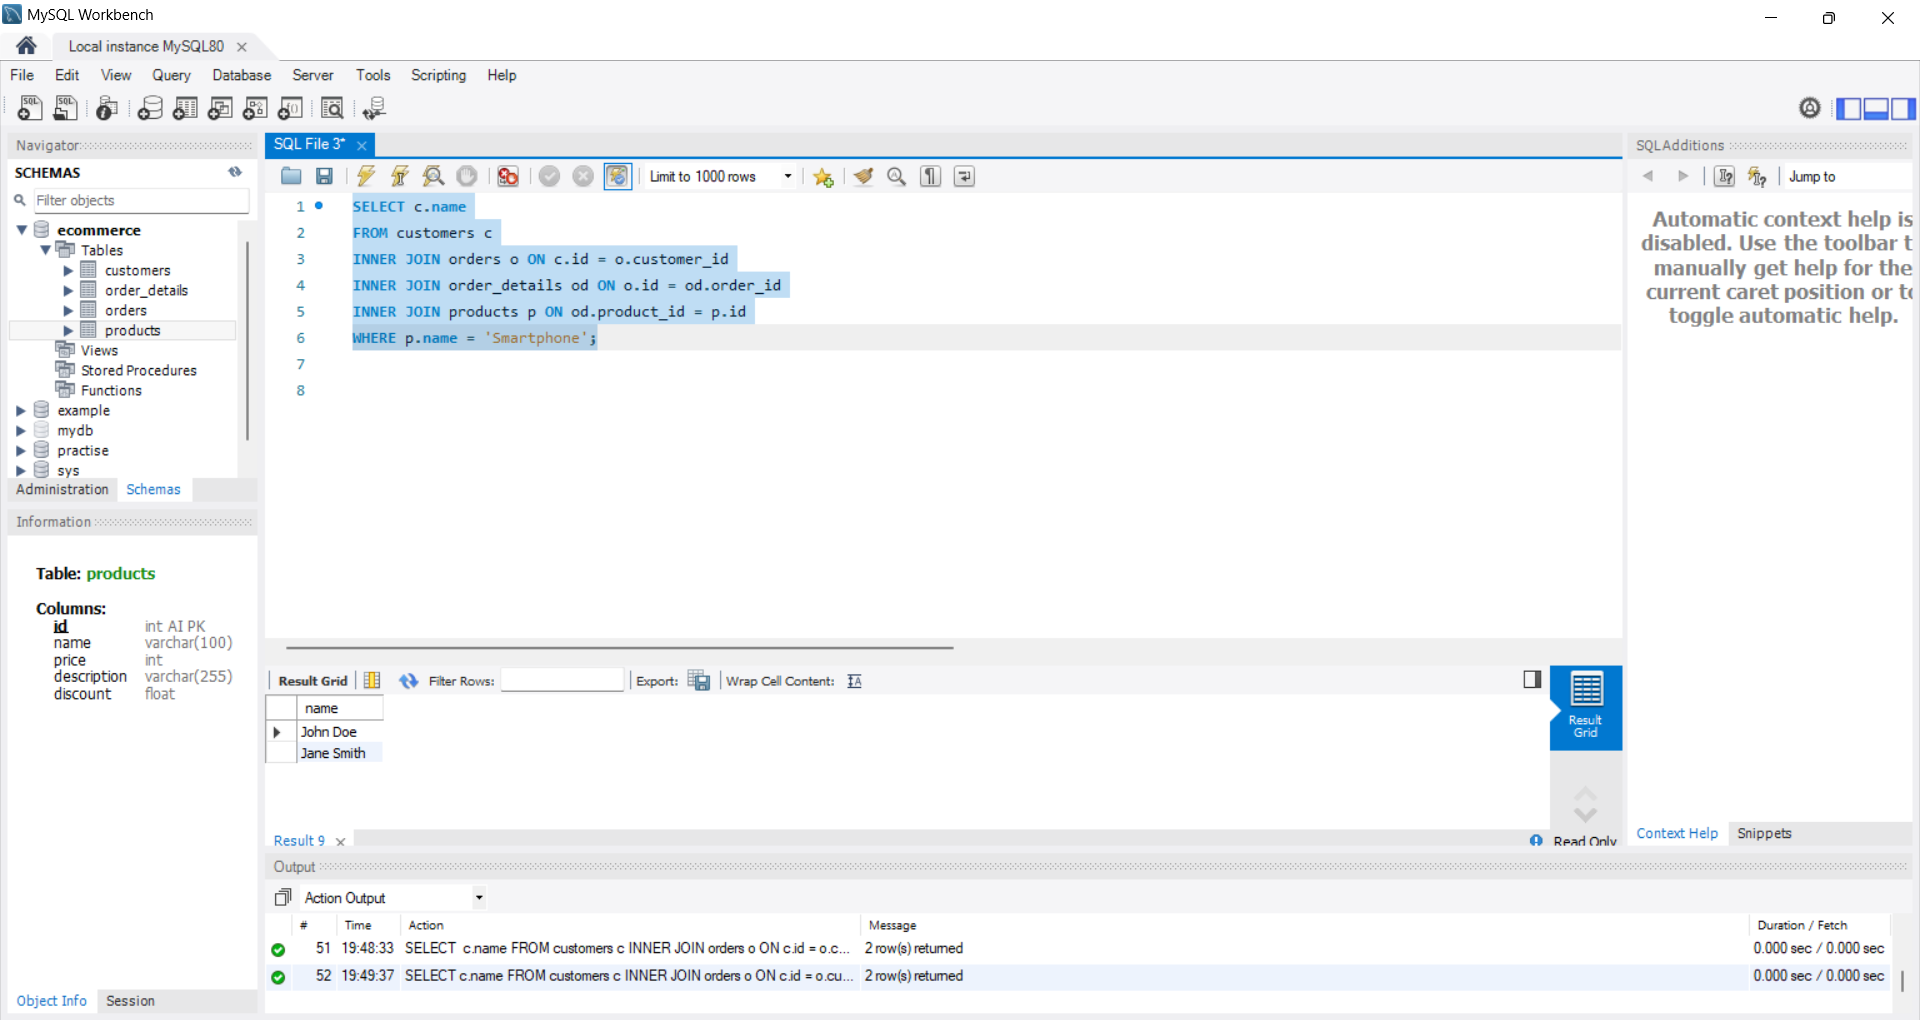 MySQL Workbench
Local instance MySQL80
File Edit View Query Database Server Tools Scripting Help
Navigator
SCHEMAS
Filter objects
ecommerce
Tables
customers
order_details
orders
products
Views
Stored Procedures
Functions
example
mydb
practise
sys
Administration Schemas
Information
Table: products
Columns:
id int AI PK
name varchar(100)
price int
description varchar(255)
discount float
Object Info Session
SQL File 3*
Limit to 1000 rows
1 SELECT c.name
2 FROM customers c
3 INNER JOIN orders o ON c.id = o.customer_id
4 INNER JOIN order_details od ON o.id = od.order_id
5 INNER JOIN products p ON od.product_id = p.id
6 WHERE p.name = 'Smartphone';
7
8
Result Grid Filter Rows: Export: Wrap Cell Content:
name
John Doe
Jane Smith
Result Grid
Result 9
Read Only
SQLAdditions
Jump to
Automatic context help is
disabled. Use the toolbar t
manually get help for the
current caret position or to
toggle automatic help.
Context Help Snippets
Output
Action Output
# Time Action Message Duration / Fetch
51 19:48:33 SELECT c.name FROM customers c INNER JOIN orders o ON c.id = o.c... 2 row(s) returned 0.000 sec / 0.000 sec
52 19:49:37 SELECT c.name FROM customers c INNER JOIN orders o ON c.id = o.cu... 2 row(s) returned 0.000 sec / 0.000 sec